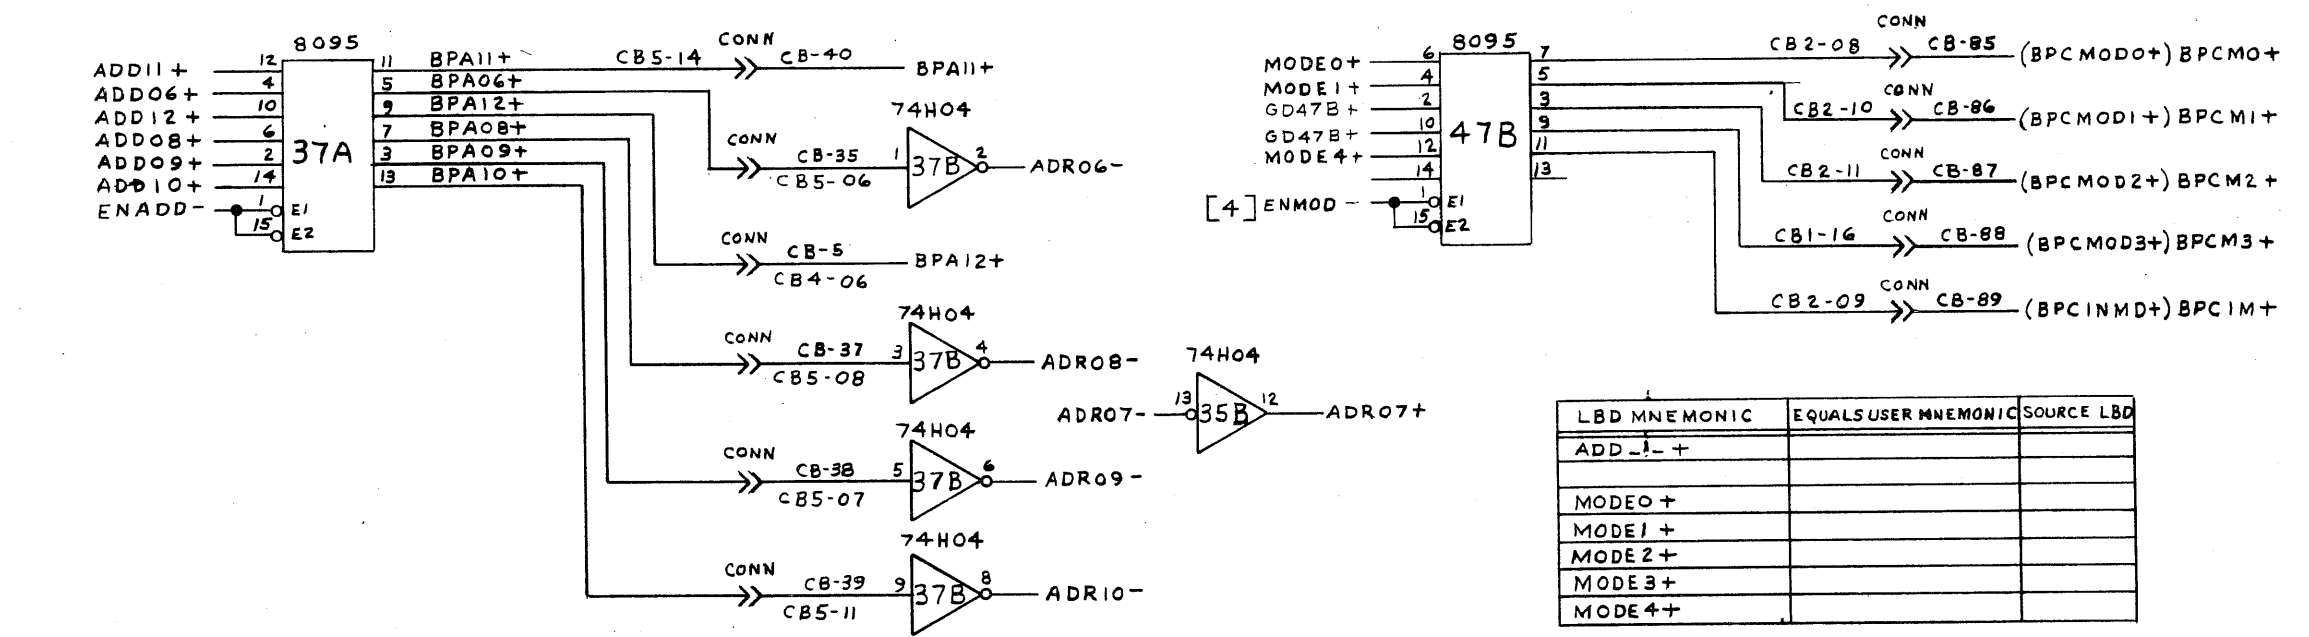 8095
ADD11+ 12 11 BPA11+ CB5-14 CONN CB-40 BPA11+
ADD06+ 4 5 BPA06+
ADD12+ 10 9 BPA12+
ADD08+ 6 7 BPA08+
ADD09+ 2 3 BPA09+
ADD10+ 14 13 BPA10+
ENADD- 1 E1
15 E2
37A
74H04
CONN CB-35 1 37B 2 ADR06-
CB5-06
CONN CB-5 BPA12+
CB4-06
74H04
CONN CB-37 3 37B 4 ADR08-
CB5-08
74H04
CONN CB-38 5 37B 6 ADR09-
CB5-07
74H04
CONN CB-39 9 37B 8 ADR10-
CB5-11
74H04
ADR07- 13 35B 12 ADR07+
8095
MODE0+ 6 7 CB2-08 CONN CB-85 (BPCMOD0+) BPCM0+
MODE1+ 4 5 CB2-10 CONN CB-86 (BPCMOD1+) BPCM1+
GD47B+ 2 3 CB2-11 CONN CB-87 (BPCMOD2+) BPCM2+
GD47B+ 10 9 CB1-16 CONN CB-88 (BPCMOD3+) BPCM3+
MODE4+ 12 11 CB2-09 CONN CB-89 (BPCINMD+) BPCIM+
14 13
[4] ENMOD - 1 E1
15 E2
47B
LBD MNEMONIC EQUALS USER MNEMONIC SOURCE LBD
ADD--+
MODE0+
MODE1+
MODE2+
MODE3+
MODE4+